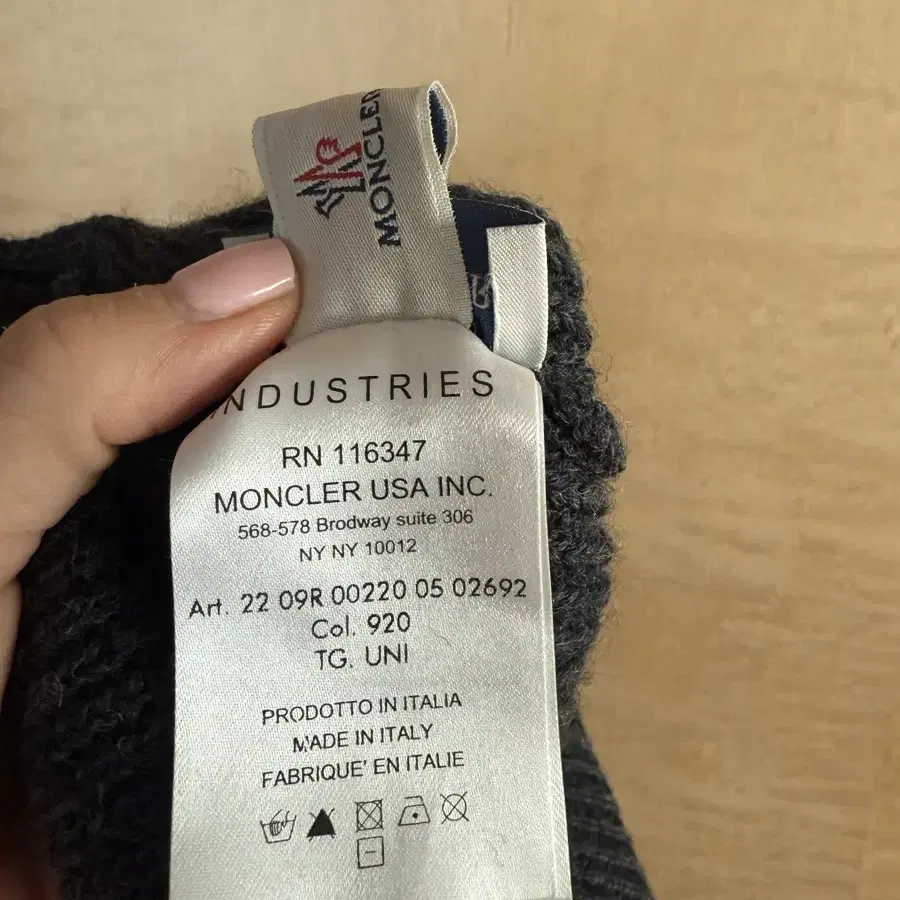 MONCLER
INDUSTRIES
RN 116347
MONCLER USA INC.
568-578 Brodway suite 306
NY NY 10012
Art. 22 09R 00220 05 02692
Col. 920
TG. UNI
PRODOTTO IN ITALIA
MADE IN ITALY
FABRIQUE' EN ITALIE